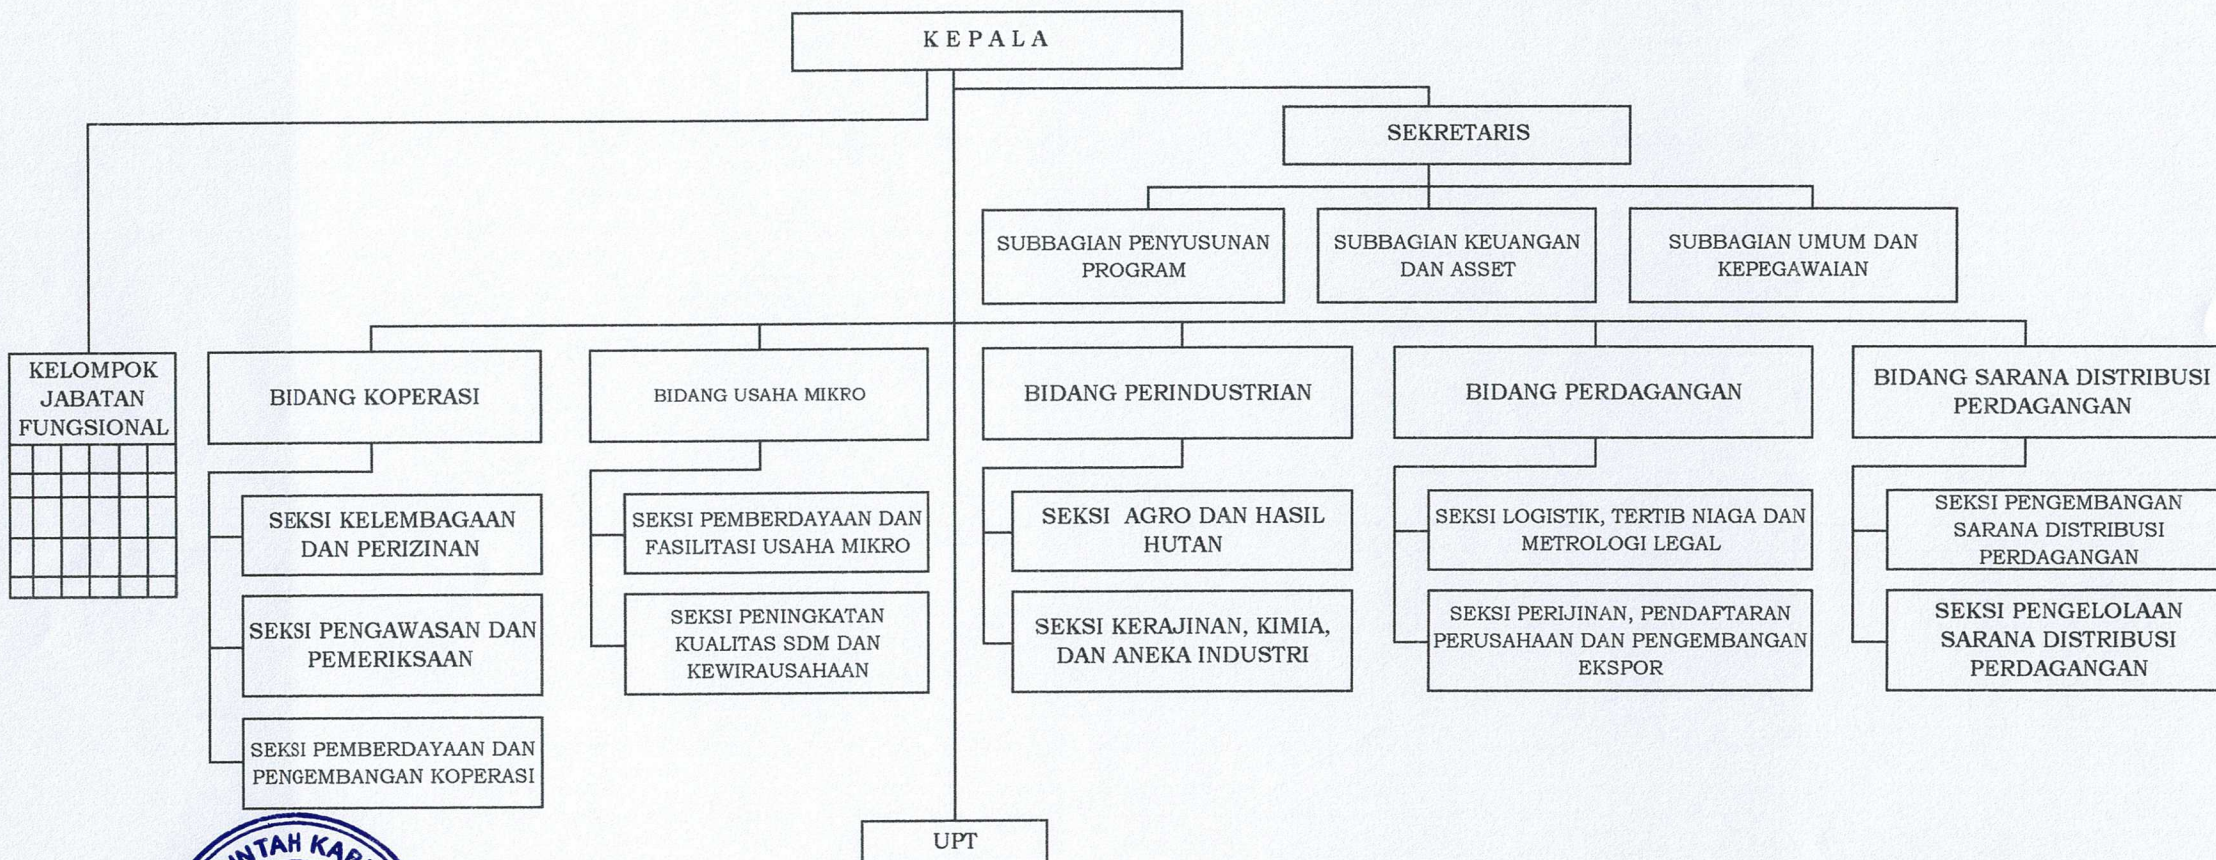 KEPALA
SEKRETARIS
SUBBAGIAN PENYUSUNAN
PROGRAM
SUBBAGIAN KEUANGAN
DAN ASSET
SUBBAGIAN UMUM DAN
KEPEGAWAIAN
KELOMPOK
JABATAN
FUNGSIONAL
BIDANG KOPERASI
BIDANG USAHA MIKRO
BIDANG PERINDUSTRIAN
BIDANG PERDAGANGAN
BIDANG SARANA DISTRIBUSI
PERDAGANGAN
SEKSI KELEMBAGAAN
DAN PERIZINAN
SEKSI PENGAWASAN DAN
PEMERIKSAAN
SEKSI PEMBERDAYAAN DAN
PENGEMBANGAN KOPERASI
SEKSI PEMBERDAYAAN DAN
FASILITASI USAHA MIKRO
SEKSI PENINGKATAN
KUALITAS SDM DAN
KEWIRAUSAHAAN
SEKSI AGRO DAN HASIL
HUTAN
SEKSI KERAJINAN, KIMIA,
DAN ANEKA INDUSTRI
SEKSI LOGISTIK, TERTIB NIAGA DAN
METROLOGI LEGAL
SEKSI PERIJINAN, PENDAFTARAN
PERUSAHAAN DAN PENGEMBANGAN
EKSPOR
SEKSI PENGEMBANGAN
SARANA DISTRIBUSI
PERDAGANGAN
SEKSI PENGELOLAAN
SARANA DISTRIBUSI
PERDAGANGAN
UPT